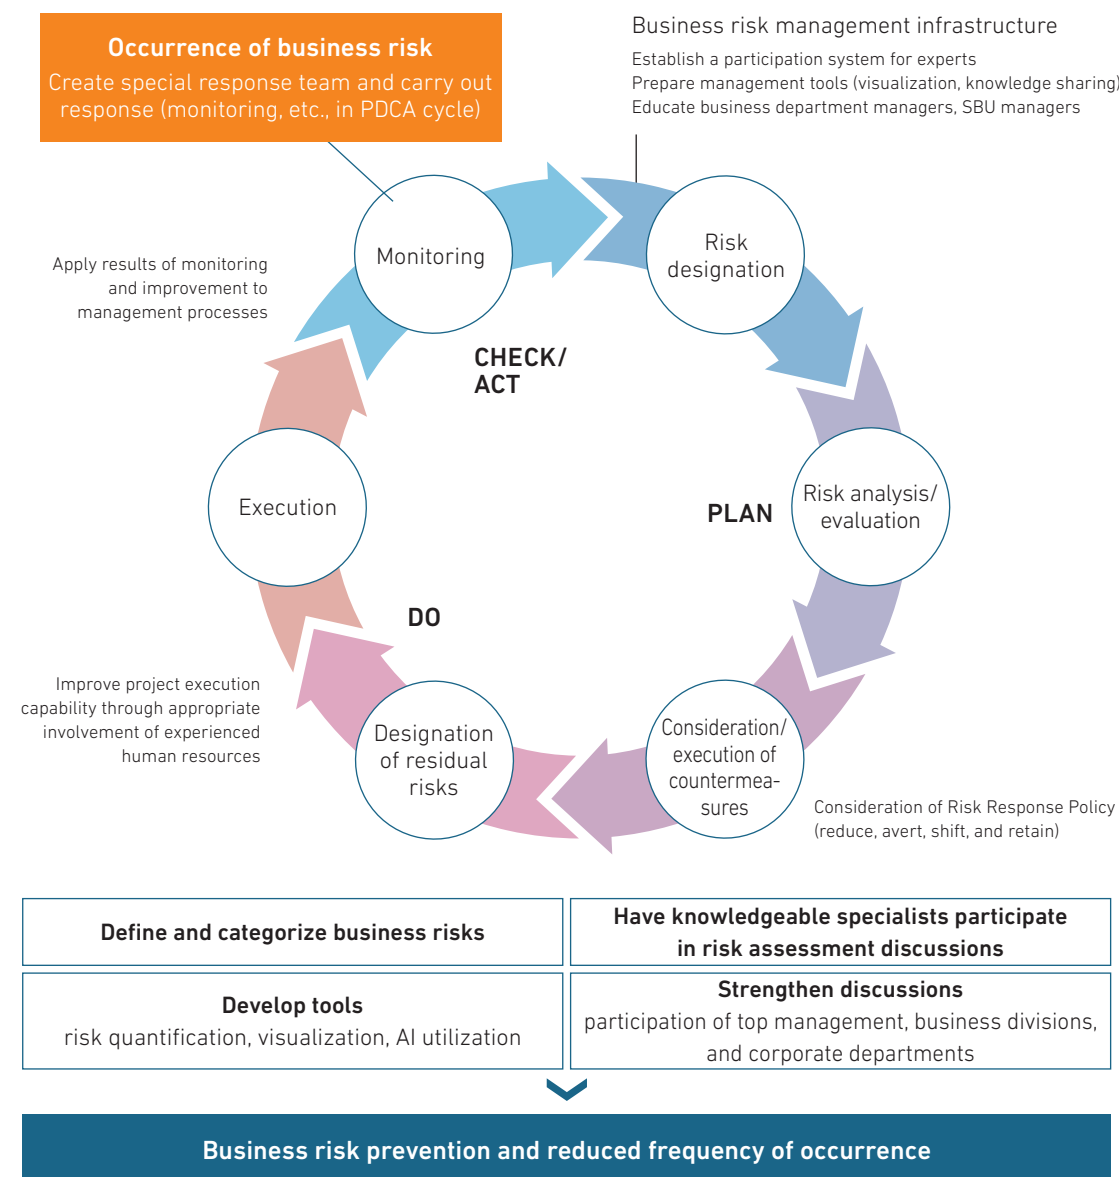 Occurrence of business risk
Create special response team and carry out
response (monitoring, etc., in PDCA cycle)
Business risk management infrastructure
Establish a participation system for experts
Prepare management tools (visualization, knowledge sharing)
Educate business department managers, SBU managers
Monitoring
Risk
designation
Apply results of monitoring
and improvement to
management processes
CHECK/
ACT
Execution
PLAN
Risk analysis/
evaluation
DO
Improve project execution
capability through appropriate
involvement of experienced
human resources
Designation
of residual
risks
Consideration/
execution of
countermea-
sures
Consideration of Risk Response Policy
(reduce, avert, shift, and retain)
Define and categorize business risks
Have knowledgeable specialists participate
in risk assessment discussions
Develop tools
risk quantification, visualization, AI utilization
Strengthen discussions
participation of top management, business divisions,
and corporate departments
Business risk prevention and reduced frequency of occurrence